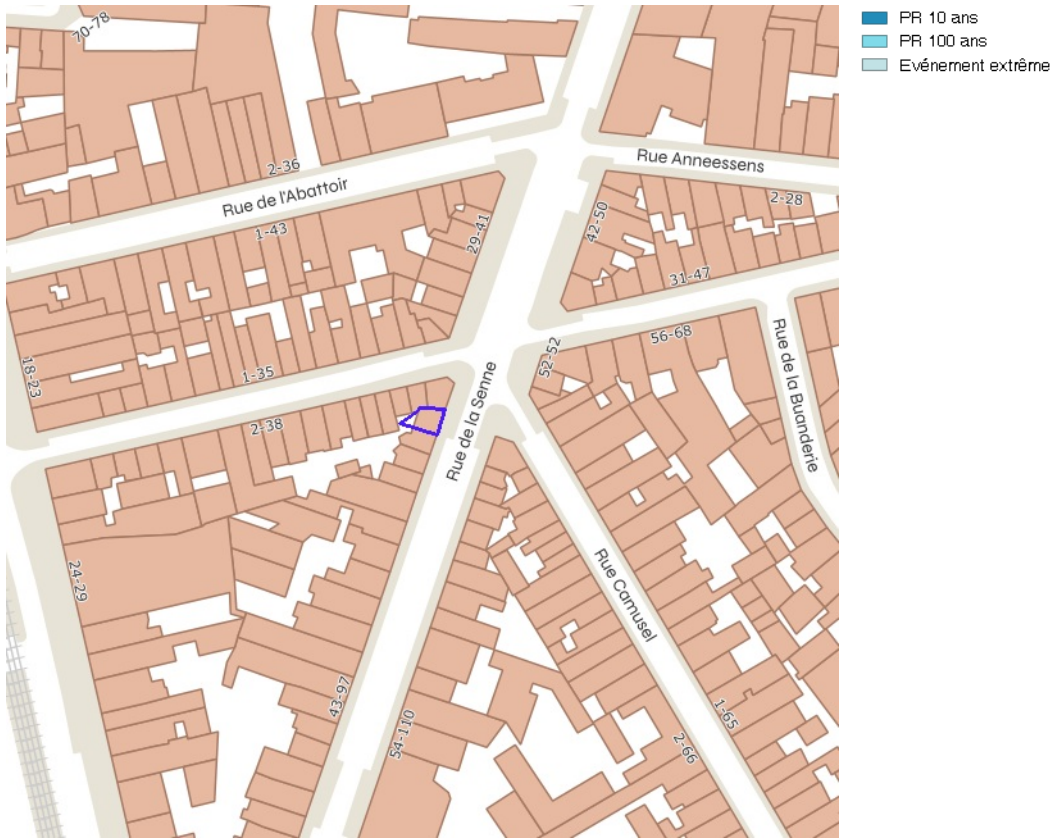 PR 10 ans
PR 100 ans
Evénement extrême
70-78
2-36
Rue Anneessens
Rue de l'Abattoir
2-28
1-43
29-41
42-50
31-47
18-23
1-35
52-52
56-68
Rue de la Senne
Rue de la Buanderie
2-38
24-29
Rue Camusel
43-97
54-110
1-65
2-66